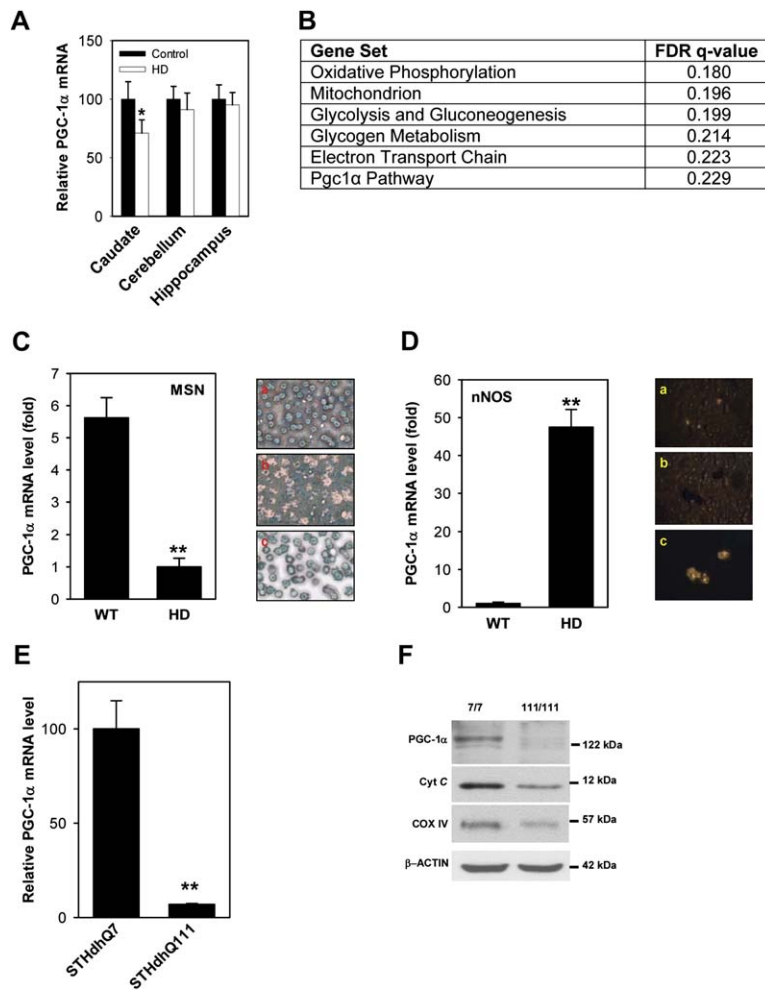 A
Relative PGC-1α mRNA
150
100
50
0
Control
HD
*
Caudate
Cerebellum
Hippocampus
B
Gene Set FDR q-value
Oxidative Phosphorylation 0.180
Mitochondrion 0.196
Glycolysis and Gluconeogenesis 0.199
Glycogen Metabolism 0.214
Electron Transport Chain 0.223
Pgc1α Pathway 0.229
C
PGC-1α mRNA level (fold)
7
6
5
4
3
2
1
0
MSN
**
WT HD
a
b
c
D
PGC-1α mRNA level (fold)
60
50
40
30
20
10
0
nNOS
**
WT HD
a
b
c
E
Relative PGC-1α mRNA level
100
50
0
**
STHdhQ7
STHdhQ111
F
7/7 111/111
PGC-1α 122 kDa
Cyt C 12 kDa
COX IV 57 kDa
β–ACTIN 42 kDa